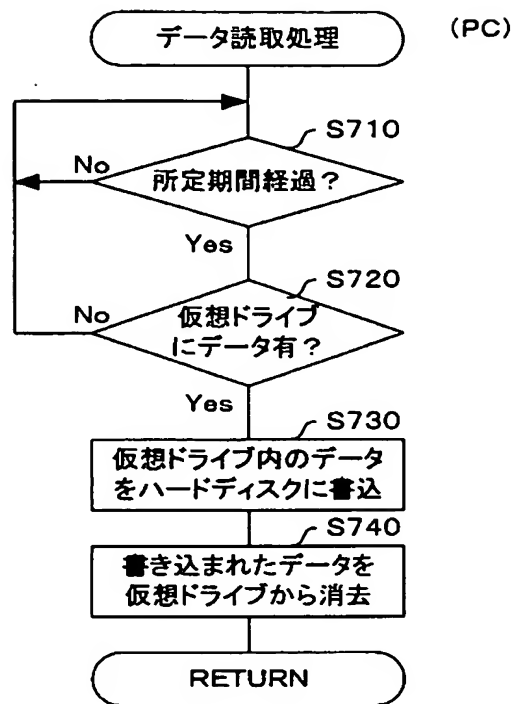 データ読取処理
(PC)
S710
No
所定期間経過?
Yes
S720
No
仮想ドライブ
にデータ有?
Yes
S730
仮想ドライブ内のデータ
をハードディスクに書込
S740
書き込まれたデータを
仮想ドライブから消去
RETURN